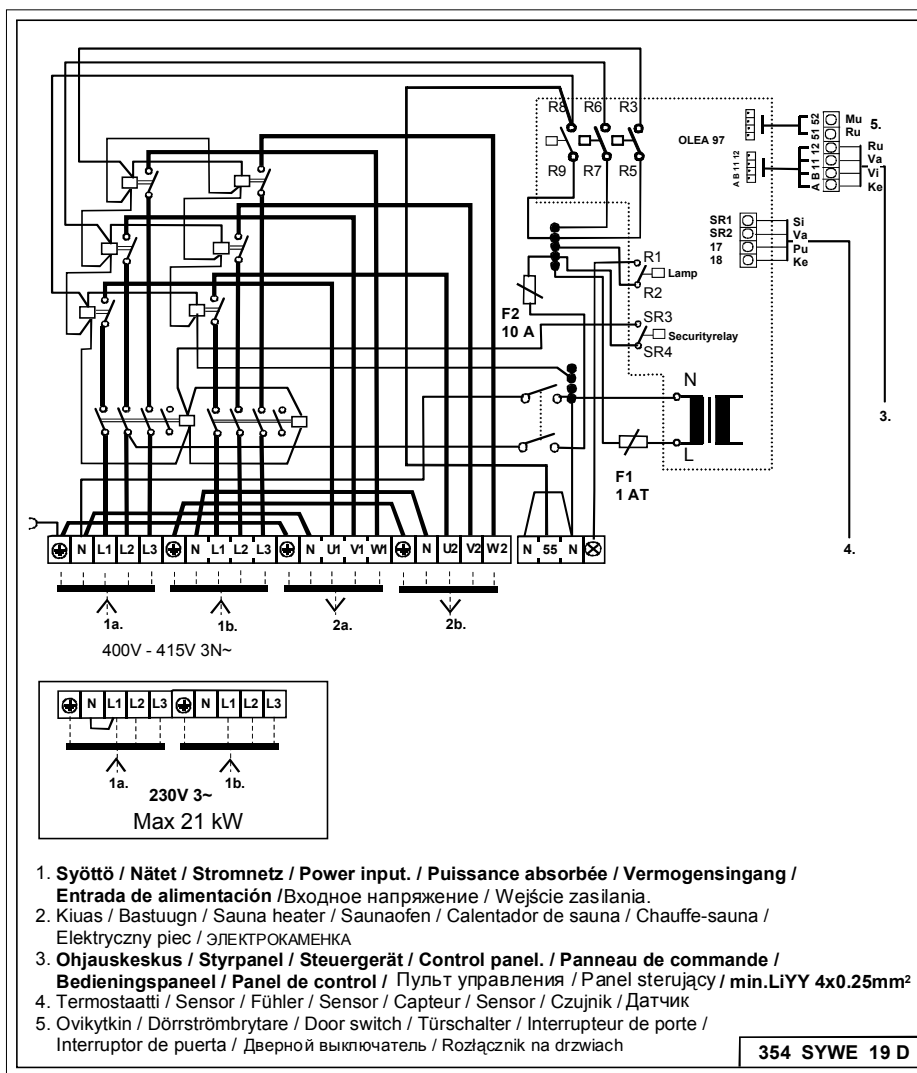 R8 R6 R3
R9 R7 R5
OLEA 97
A B 11 12
52 Mu
51 Ru
5.
12 Ru
11 Va
B Vi
A Ke
SR1 Si
SR2 Va
17 Pu
18 Ke
R1
Lamp
R2
F2
10 A
SR3
Securityrelay
SR4
N
L
F1
1 AT
3.
4.
N L1 L2 L3 N L1 L2 L3 N U1 V1 W1 N U2 V2 W2 N 55 N
1a. 1b. 2a. 2b.
400V - 415V 3N~
N L1 L2 L3 N L1 L2 L3
1a. 1b.
230V 3~
Max 21 kW
1. Syöttö / Nätet / Stromnetz / Power input. / Puissance absorbée / Vermogensingang /
Entrada de alimentación /Входное напряжение / Wejście zasilania.
2. Kiuas / Bastuugn / Sauna heater / Saunaofen / Calentador de sauna / Chauffe-sauna /
Elektryczny piec / ЭЛЕКТРОКАМЕНКА
3. Ohjauskeskus / Styrpanel / Steuergerät / Control panel. / Panneau de commande /
Bedieningspaneel / Panel de control / Пульт управления / Panel sterujący / min.LiYY 4x0.25mm²
4. Termostaatti / Sensor / Fühler / Sensor / Capteur / Sensor / Czujnik / Датчик
5. Ovikytkin / Dörrströmbrytare / Door switch / Türschalter / Interrupteur de porte /
Interruptor de puerta / Дверной выключатель / Rozłącznik na drzwiach
354 SYWE 19 D